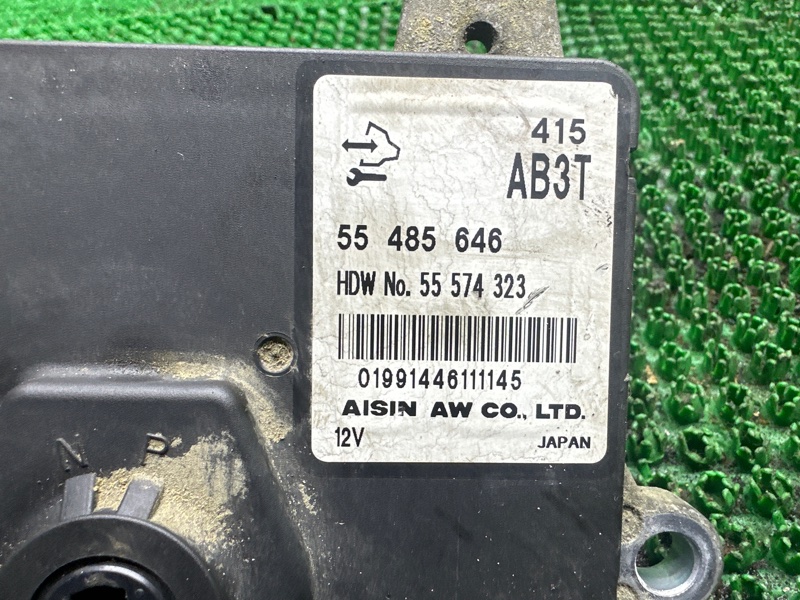 415
AB3T
55 485 646
HDW No. 55 574 323
01991446111145
AISIN AW CO., LTD.
12V JAPAN
N P